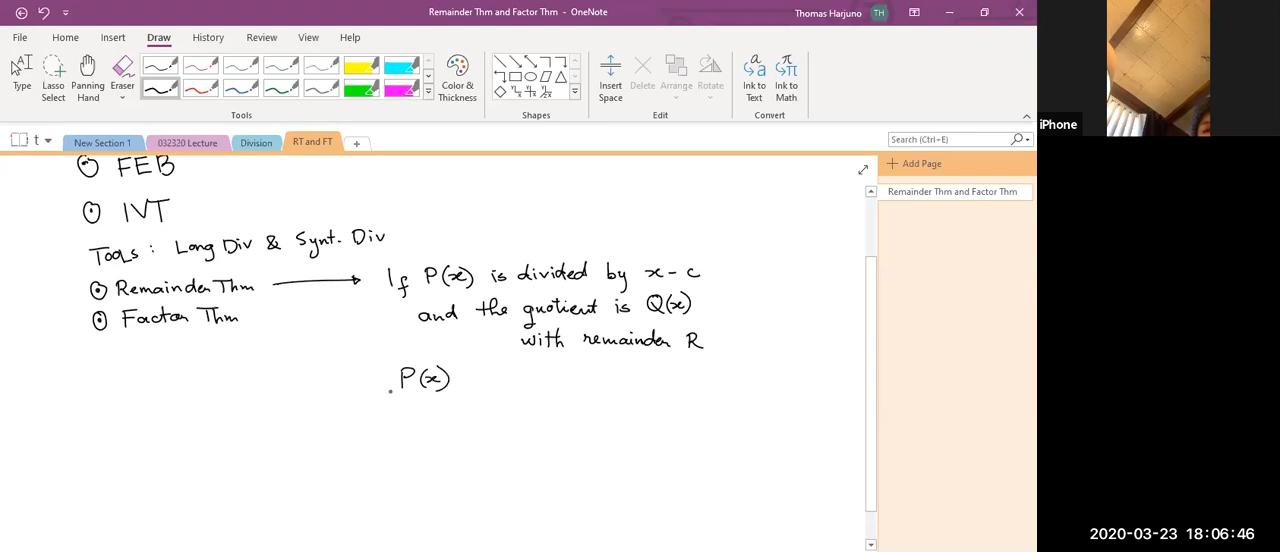 Remainder Thm and Factor Thm - OneNote
Thomas Harjuno TH
File Home Insert Draw History Review View Help
Type
Lasso Select
Panning Hand
Eraser
Color & Thickness
Insert Space
Delete
Arrange
Rotate
Ink to Text
Ink to Math
Tools Shapes Edit Convert
t New Section 1 032320 Lecture Division RT and FT
Search (Ctrl+E)
Add Page
Remainder Thm and Factor Thm
iPhone
FEB
IVT
Tools : Long Div & Synt. Div
Remainder Thm → If P(x) is divided by x - c
Factor Thm and the quotient is Q(x)
with remainder R
P(x)
2020-03-23 18:06:46